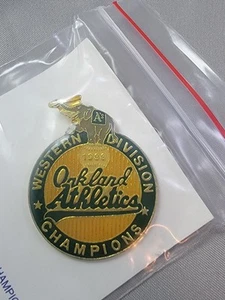 A's
WESTERN DIVISION
Oakland
Athletics
CHAMPIONS